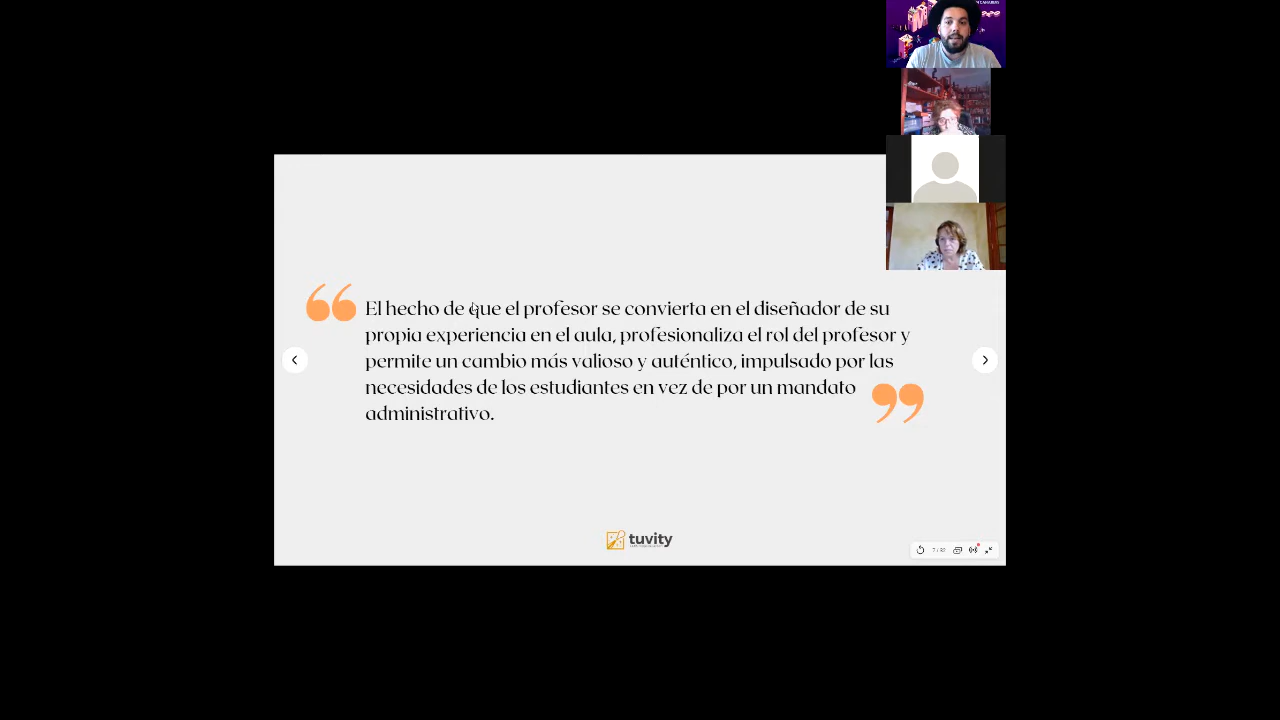 El hecho de que el profesor se convierta en el diseñador de su
propia experiencia en el aula, profesionaliza el rol del profesor y
permite un cambio más valioso y auténtico, impulsado por las
necesidades de los estudiantes en vez de por un mandato
administrativo.
tuvity